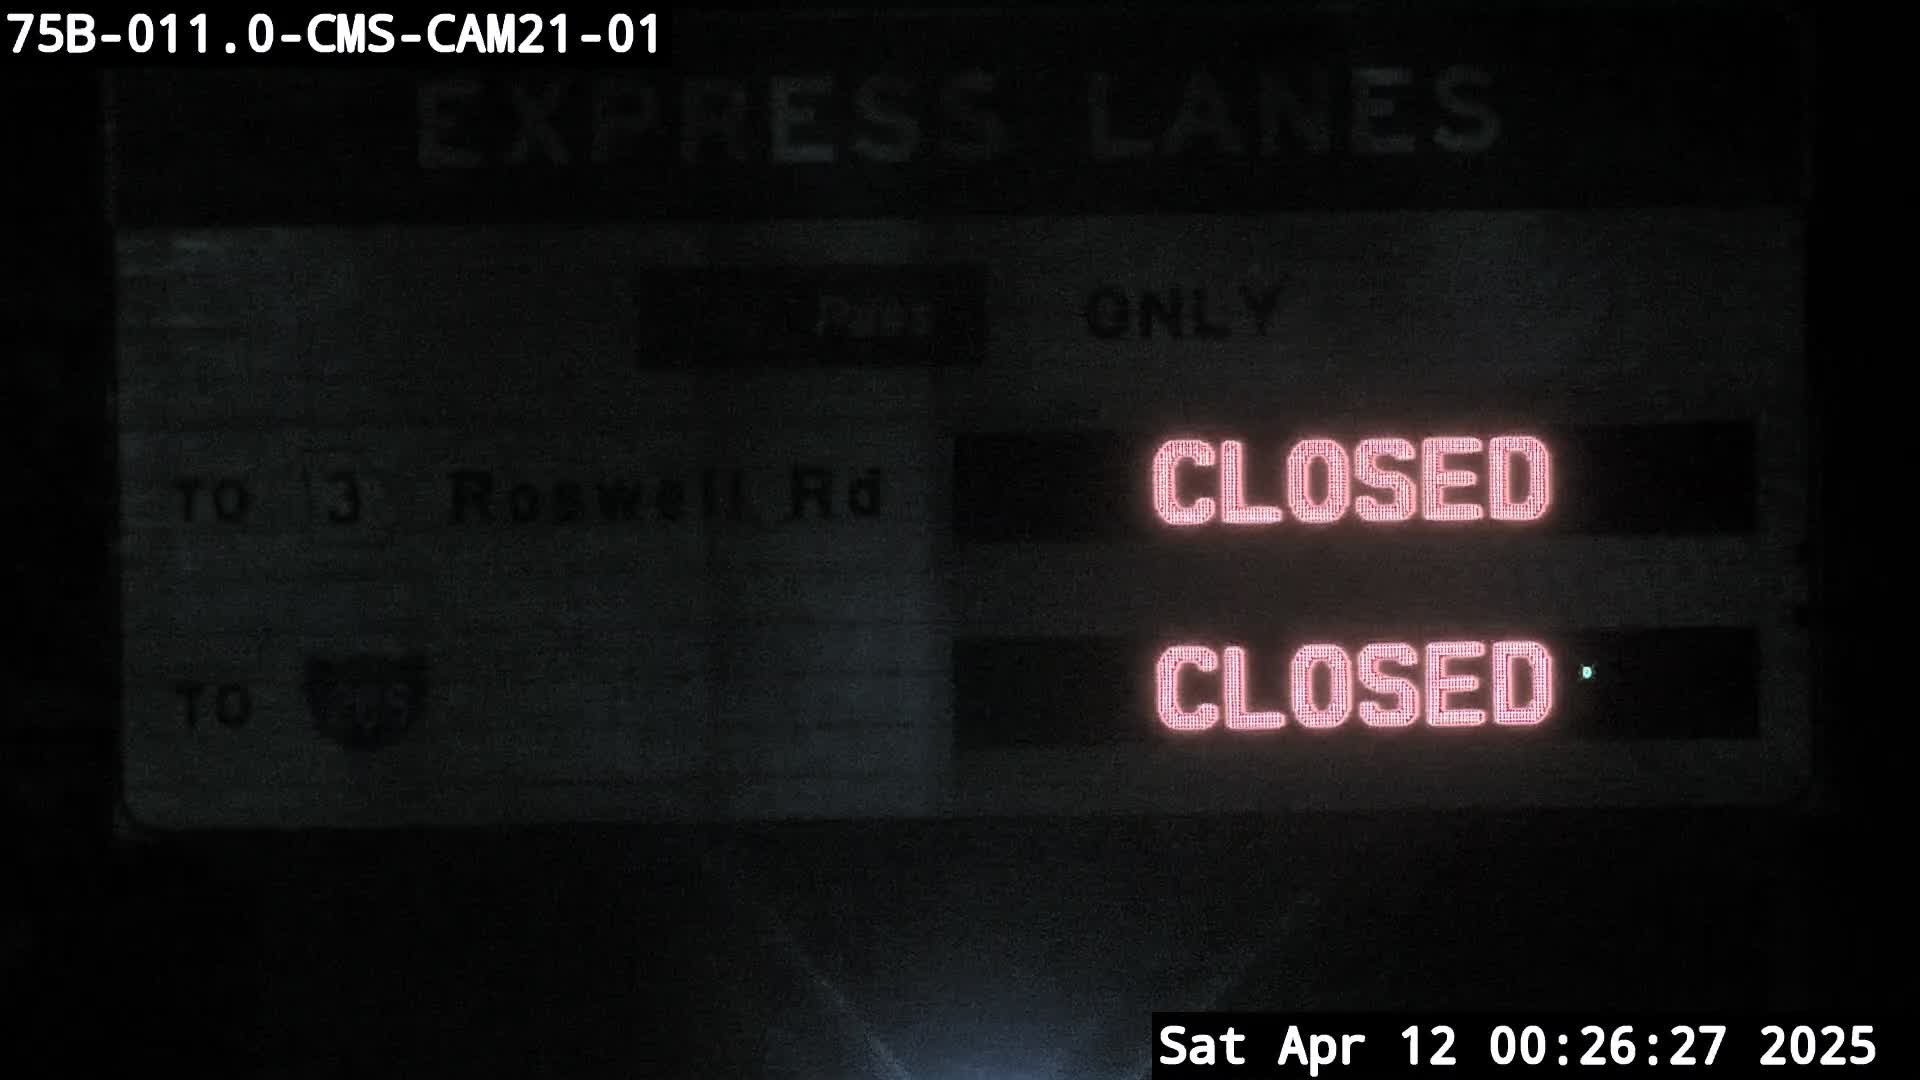 75B-011.0-CMS-CAM21-01
EXPRESS LANES
Pass ONLY
TO 3 Roswell Rd CLOSED
TO CLOSED
Sat Apr 12 00:26:27 2025